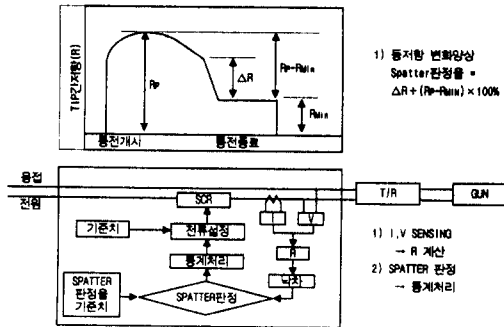 TIP간저항(R)
RP
△R
RP-RMIN
RMIN
통전개시
통전종료
1) 동저항 변화양상
Spatter판정율 =
△R÷(RP-RMIN)×100%
용접
전원
SCR
T/R
GUN
기준치
전류설정
I
V
R
통계처리
낙차
SPATTER
판정율
기준치
SPATTER판정
1) I,V SENSING
→ R 계산
2) SPATTER 판정
→ 통계처리